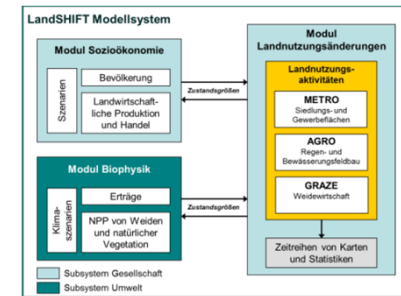 LandSHIFT Modellsystem
Modul Sozioökonomie
Szenarien
Bevölkerung
Landwirtschaft-
liche Produktion
und Handel
Zustandsgrößen
Modul Biophysik
Klima-
szenarien
Erträge
NPP von Weiden
und natürlicher
Vegetation
Zustandsgrößen
Modul
Landnutzungsänderungen
Landnutzungs-
aktivitäten
METRO
Siedlungs- und
Gewerbeflächen
AGRO
Regen- und
Bewässerungsfeldbau
GRAZE
Weidewirtschaft
Zeitreihen von Karten
und Statistiken
Subsystem Gesellschaft
Subsystem Umwelt